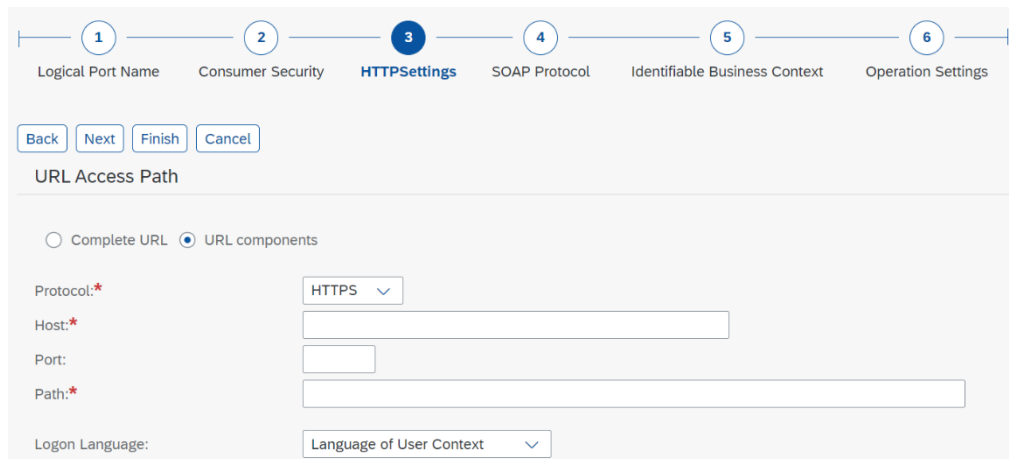 1 2 3 4 5 6
Logical Port Name Consumer Security HTTPSettings SOAP Protocol Identifiable Business Context Operation Settings
Back Next Finish Cancel
URL Access Path
Complete URL URL components
Protocol:* HTTPS
Host:*
Port:
Path:*
Logon Language: Language of User Context